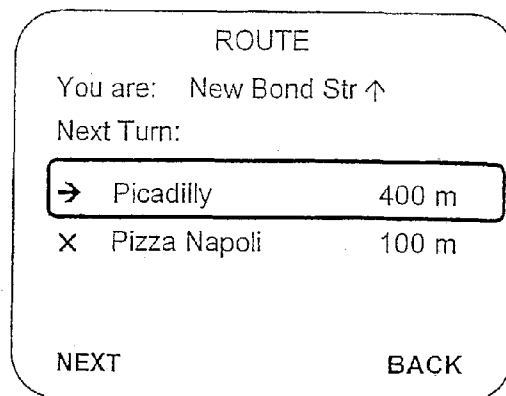 ROUTE
You are: New Bond Str ↑
Next Turn:
→ Picadilly 400 m
× Pizza Napoli 100 m
NEXT BACK